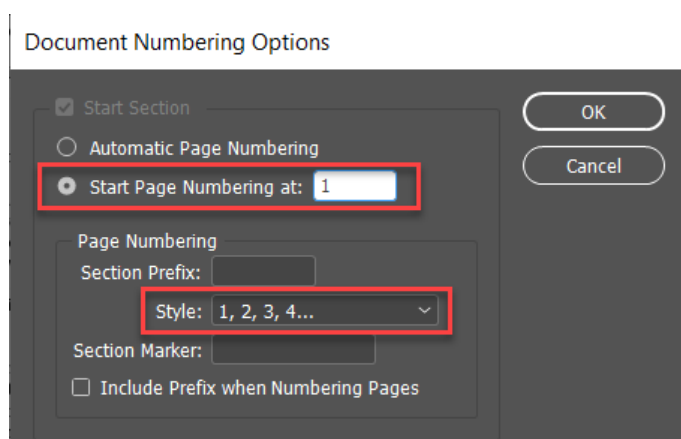 Document Numbering Options
Start Section
OK
Automatic Page Numbering
Cancel
Start Page Numbering at: 1
Page Numbering
Section Prefix:
Style: 1, 2, 3, 4...
Section Marker:
Include Prefix when Numbering Pages